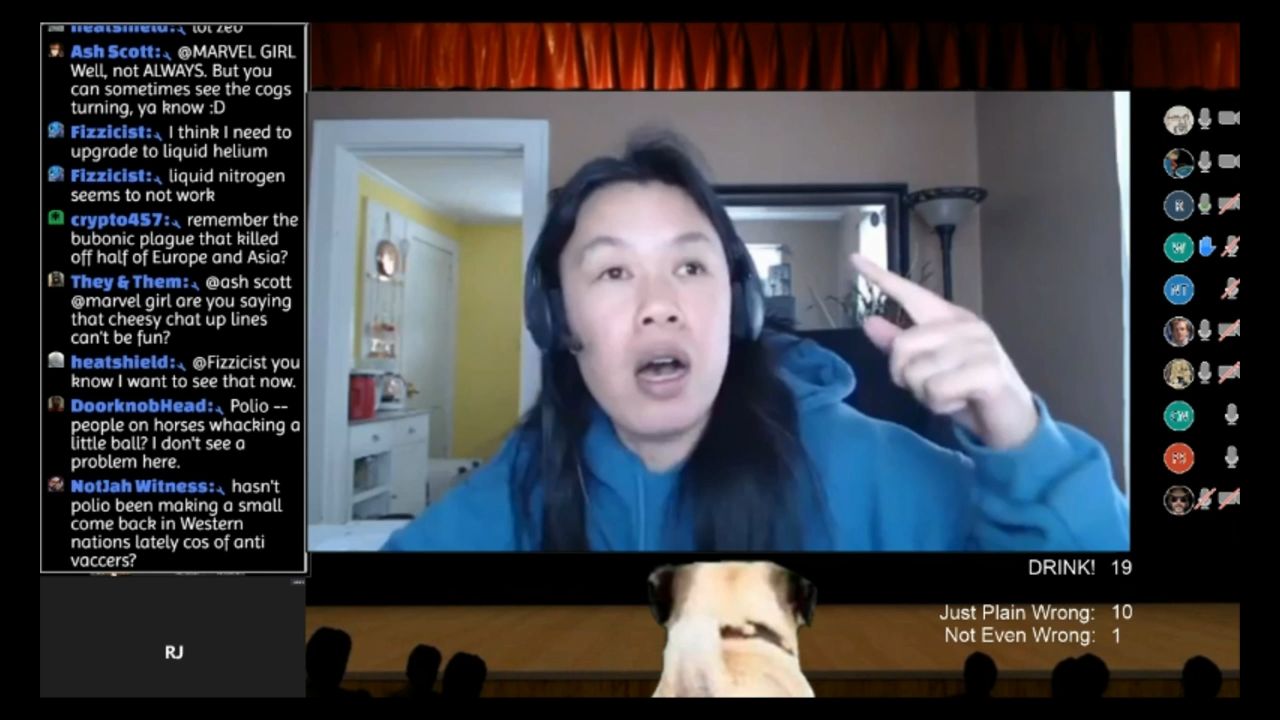 heatshield: lol zeo
Ash Scott: @MARVEL GIRL
Well, not ALWAYS. But you
can sometimes see the cogs
turning, ya know :D
Fizzicist: I think I need to
upgrade to liquid helium
Fizzicist: liquid nitrogen
seems to not work
crypto457: remember the
bubonic plague that killed
off half of Europe and Asia?
They & Them: @ash scott
@marvel girl are you saying
that cheesy chat up lines
can't be fun?
heatshield: @Fizzicist you
know I want to see that now.
DoorknobHead: Polio --
people on horses whacking a
little ball? I don't see a
problem here.
NotJah Witness: hasn't
polio been making a small
come back in Western
nations lately cos of anti
vaccers?
RJ
DRINK! 19
Just Plain Wrong: 10
Not Even Wrong: 1